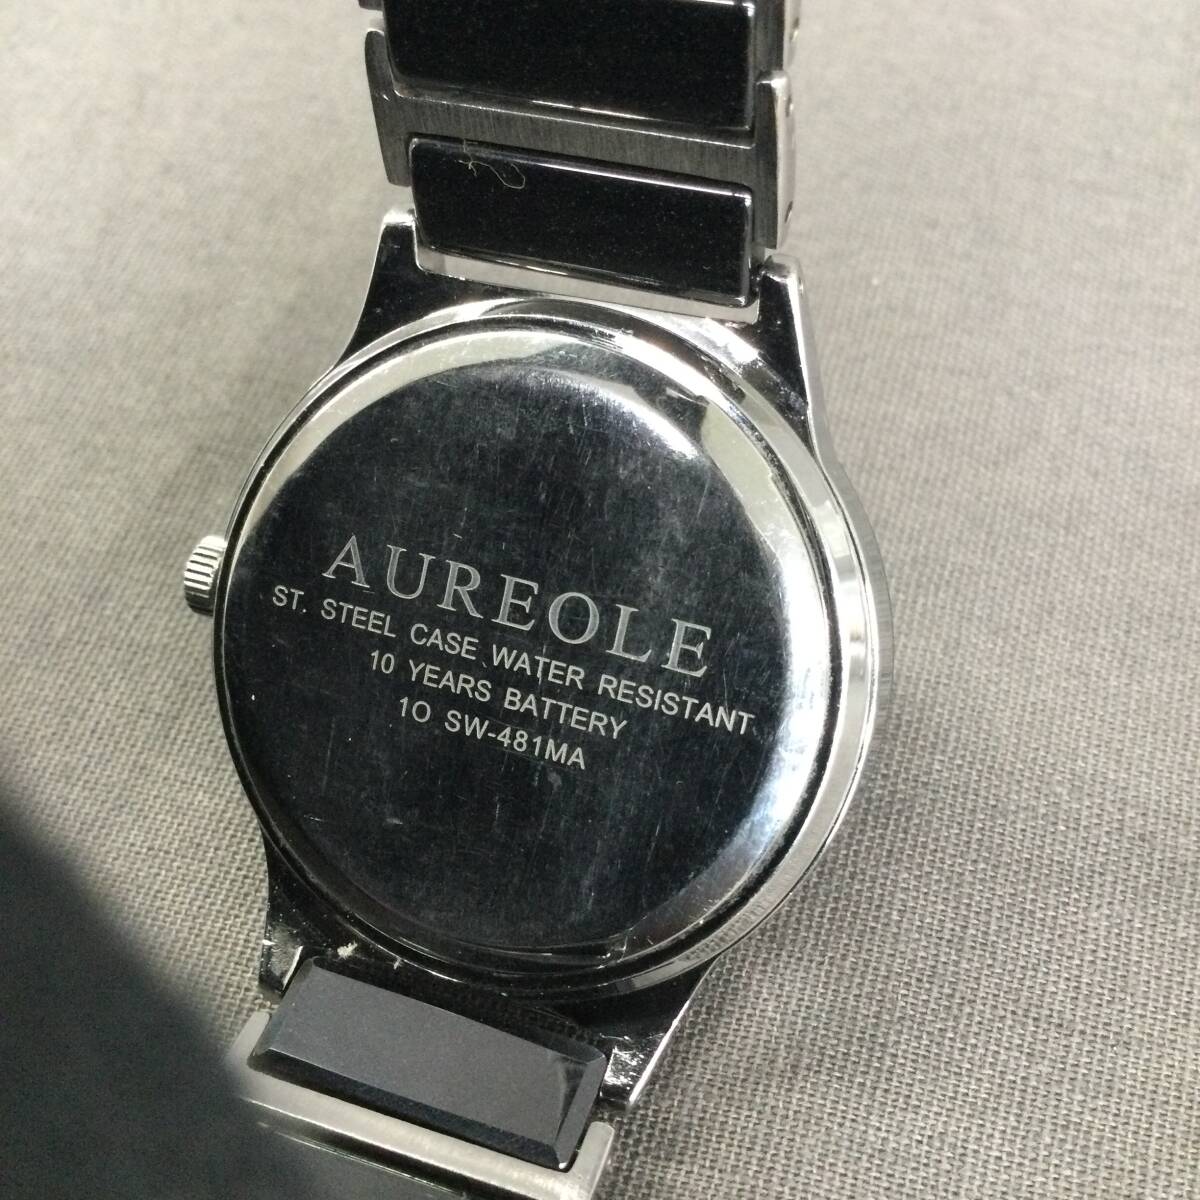 AUREOLE
ST. STEEL CASE WATER RESISTANT
10 YEARS BATTERY
1O SW-481MA